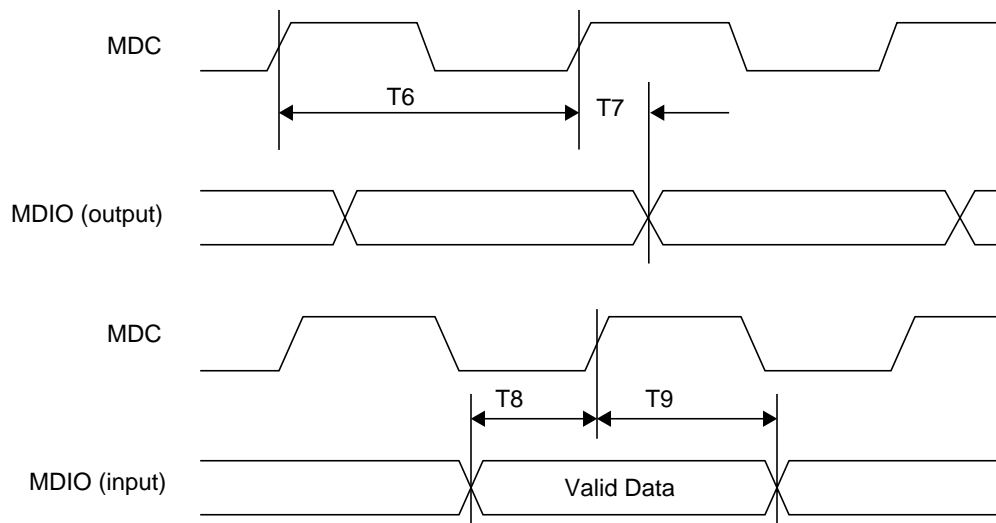 MDC
T6
T7
MDIO (output)
MDC
T8
T9
MDIO (input)
Valid Data